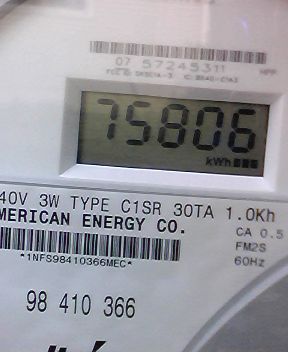 07 57245311
75806
kWh
40V 3W TYPE C1SR 30TA 1.0Kh
MERICAN ENERGY CO.
CA 0.5
FM2S
*1NFS98410366MEC*
60Hz
98 410 366